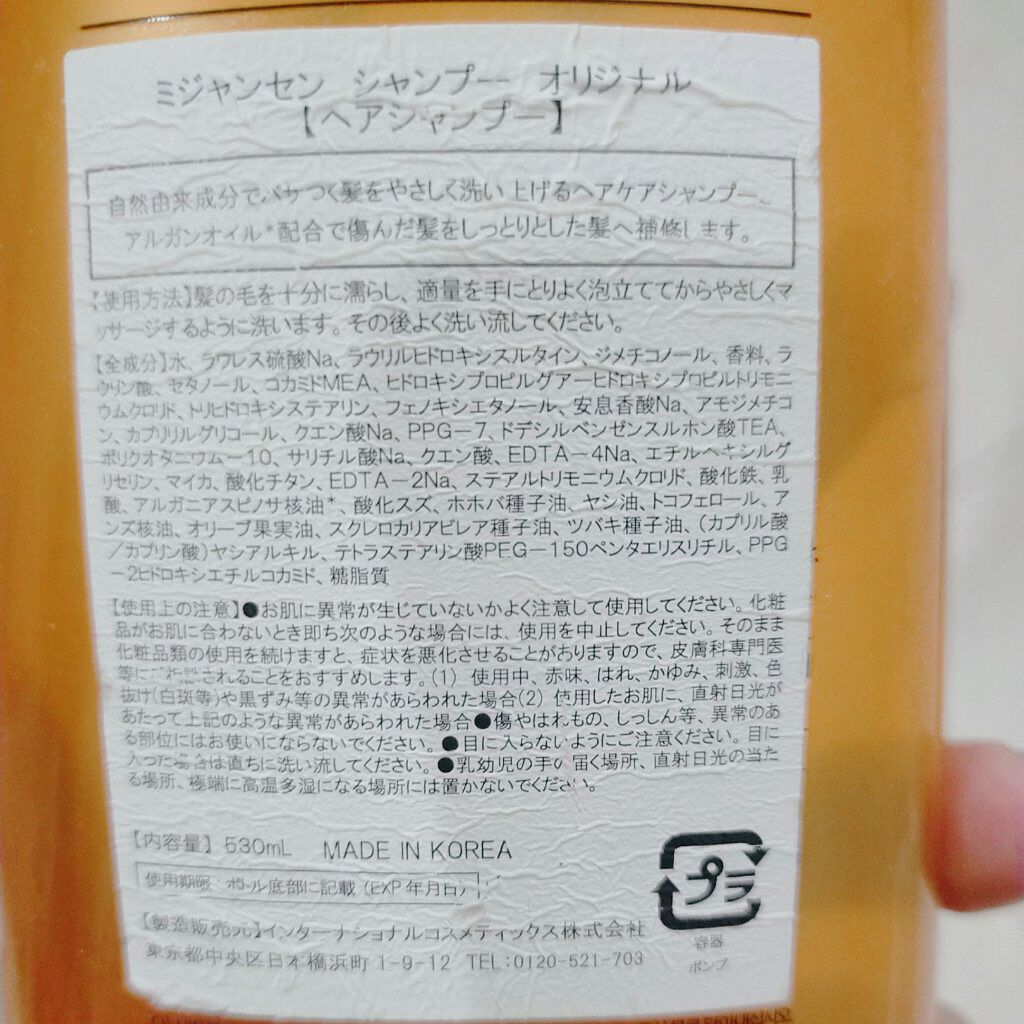 ミジャンセン シャンプー オリジナル
【ヘアシャンプー】
自然由来成分でパサつく髪をやさしく洗い上げるヘアケアシャンプー。
アルガンオイル*配合で傷んだ髪をしっとりとした髪へ補修します。
【使用方法】髪の毛を十分に濡らし、適量を手にとりよく泡立ててからやさしくマ
ッサージするように洗います。その後よく洗い流してください。
【全成分】水、ラウレス硫酸Na、ラウリルヒドロキシスルタイン、ジメチコノール、香料、ラ
ウリン酸、セタノール、コカミドMEA、ヒドロキシプロピルグアーヒドロキシプロピルトリモニ
ウムクロリド、トリヒドロキシステアリン、フェノキシエタノール、安息香酸Na、アモジメチコ
ン、カプリリルグリコール、クエン酸Na、PPG－7、ドデシルベンゼンスルホン酸TEA、
ポリクオタニウム－10、サリチル酸Na、クエン酸、EDTA－4Na、エチルヘキシルグ
リセリン、マイカ、酸化チタン、EDTA－2Na、ステアルトリモニウムクロリド、酸化鉄、乳
酸、アルガニアスピノサ核油*、酸化スズ、ホホバ種子油、ヤシ油、トコフェロール、ア
ンズ核油、オリーブ果実油、スクレロカリアビレア種子油、ツバキ種子油、（カプリル酸
／カプリン酸）ヤシアルキル、テトラステアリン酸PEG－150ペンタエリスリチル、PPG
－2ヒドロキシエチルコカミド、糖脂質
【使用上の注意】●お肌に異常が生じていないかよく注意して使用してください。化粧
品がお肌に合わないとき即ち次のような場合には、使用を中止してください。そのまま
化粧品類の使用を続けますと、症状を悪化させることがありますので、皮膚科専門医
等にご相談されることをおすすめします。(1) 使用中、赤味、はれ、かゆみ、刺激、色
抜け(白斑等)や黒ずみ等の異常があらわれた場合(2) 使用したお肌に、直射日光が
あたって上記のような異常があらわれた場合●傷やはれもの、しっしん等、異常のあ
る部位にはお使いにならないでください。●目に入らないようにご注意ください。目に
入った場合は直ちに洗い流してください。●乳幼児の手の届く場所、直射日光の当た
る場所、極端に高温多湿になる場所には置かないでください。
【内容量】530mL MADE IN KOREA
使用期限：ボトル底部に記載（EXP 年月日）
【製造販売元】インターナショナルコスメティックス株式会社
東京都中央区日本橋浜町 1-9-12 TEL:0120-521-703
プラ
容器
ポンプ